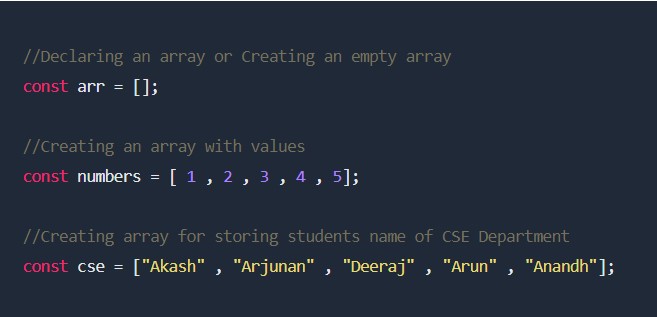 //Declaring an array or Creating an empty array
const arr = [];
//Creating an array with values
const numbers = [ 1 , 2 , 3 , 4 , 5];
//Creating array for storing students name of CSE Department
const cse = ["Akash" , "Arjunan" , "Deeraj" , "Arun" , "Anandh"];